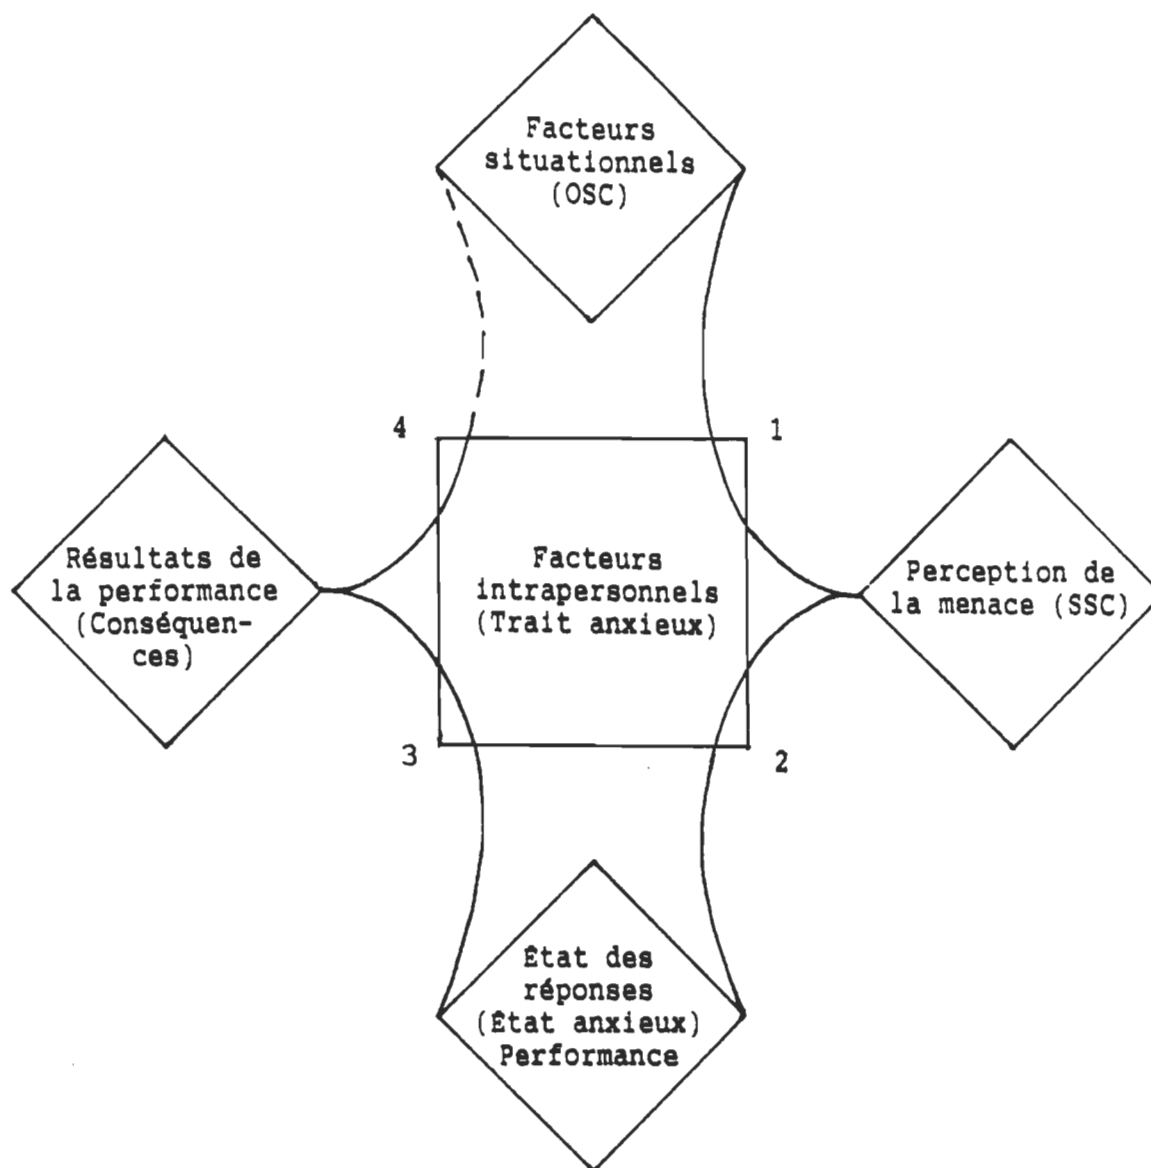 Facteurs
situationnels
(OSC)
4
1
Résultats de
la performance
(Conséquen-
ces)
Facteurs
intrapersonnels
(Trait anxieux)
Perception de
la menace (SSC)
3
2
État des
réponses
(État anxieux)
Performance